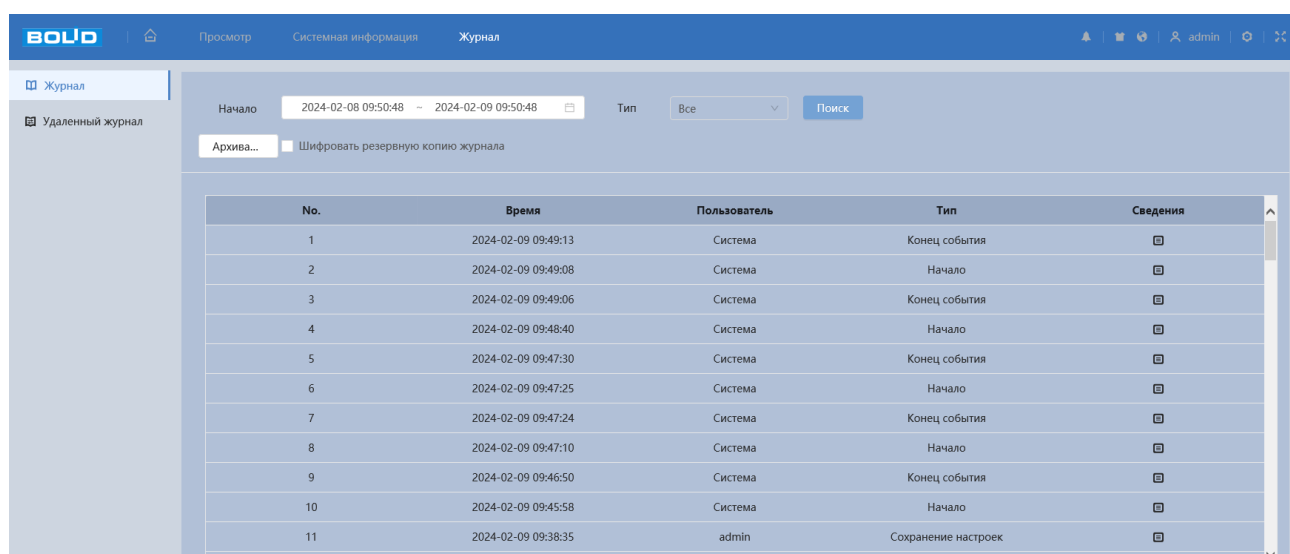 BOLID Просмотр Системная информация Журнал admin
Журнал
Удаленный журнал
Начало 2024-02-08 09:50:48 ~ 2024-02-09 09:50:48 Тип Все Поиск
Архива... Шифровать резервную копию журнала
No. Время Пользователь Тип Сведения
1 2024-02-09 09:49:13 Система Конец события
2 2024-02-09 09:49:08 Система Начало
3 2024-02-09 09:49:06 Система Конец события
4 2024-02-09 09:48:40 Система Начало
5 2024-02-09 09:47:30 Система Конец события
6 2024-02-09 09:47:25 Система Начало
7 2024-02-09 09:47:24 Система Конец события
8 2024-02-09 09:47:10 Система Начало
9 2024-02-09 09:46:50 Система Конец события
10 2024-02-09 09:45:58 Система Начало
11 2024-02-09 09:38:35 admin Сохранение настроек